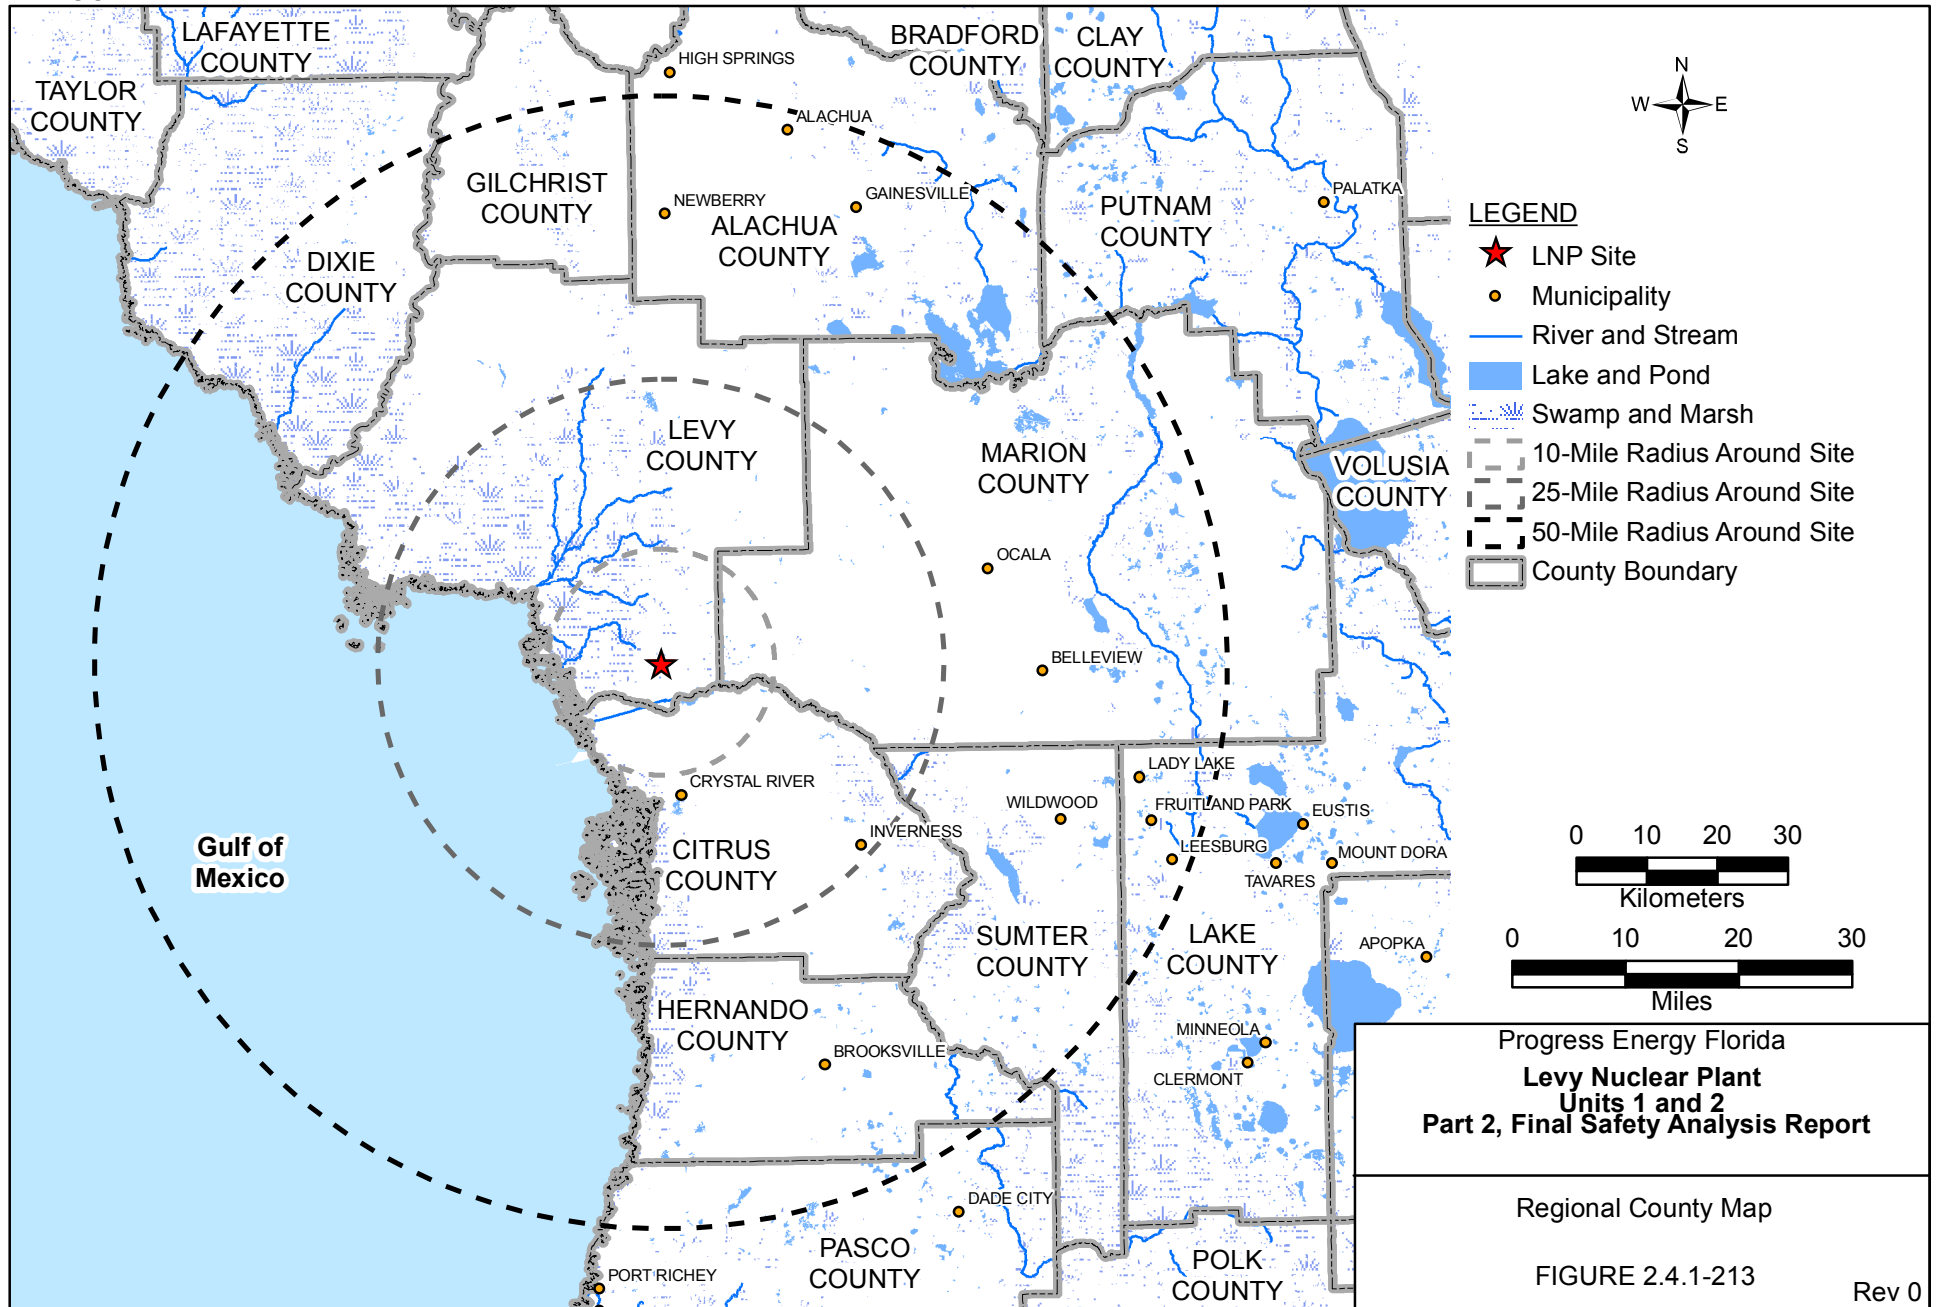 LAFAYETTE
COUNTY
TAYLOR
COUNTY
BRADFORD
COUNTY
CLAY
COUNTY
HIGH SPRINGS
ALACHUA
GILCHRIST
COUNTY
NEWBERRY
GAINESVILLE
ALACHUA
COUNTY
PUTNAM
COUNTY
PALATKA
DIXIE
COUNTY
LEVY
COUNTY
MARION
COUNTY
VOLUSIA
COUNTY
OCALA
BELLEVIEW
CRYSTAL RIVER
INVERNESS
CITRUS
COUNTY
WILDWOOD
LADY LAKE
FRUITLAND PARK
EUSTIS
LEESBURG
MOUNT DORA
TAVARES
Gulf of
Mexico
SUMTER
COUNTY
LAKE
COUNTY
APOPKA
HERNANDO
COUNTY
BROOKSVILLE
MINNEOLA
CLERMONT
DADE CITY
PASCO
COUNTY
POLK
COUNTY
PORT RICHEY
N
W E
S
LEGEND
LNP Site
Municipality
River and Stream
Lake and Pond
Swamp and Marsh
10-Mile Radius Around Site
25-Mile Radius Around Site
50-Mile Radius Around Site
County Boundary
0 10 20 30
Kilometers
0 10 20 30
Miles
Progress Energy Florida
Levy Nuclear Plant
Units 1 and 2
Part 2, Final Safety Analysis Report
Regional County Map
FIGURE 2.4.1-213
Rev 0